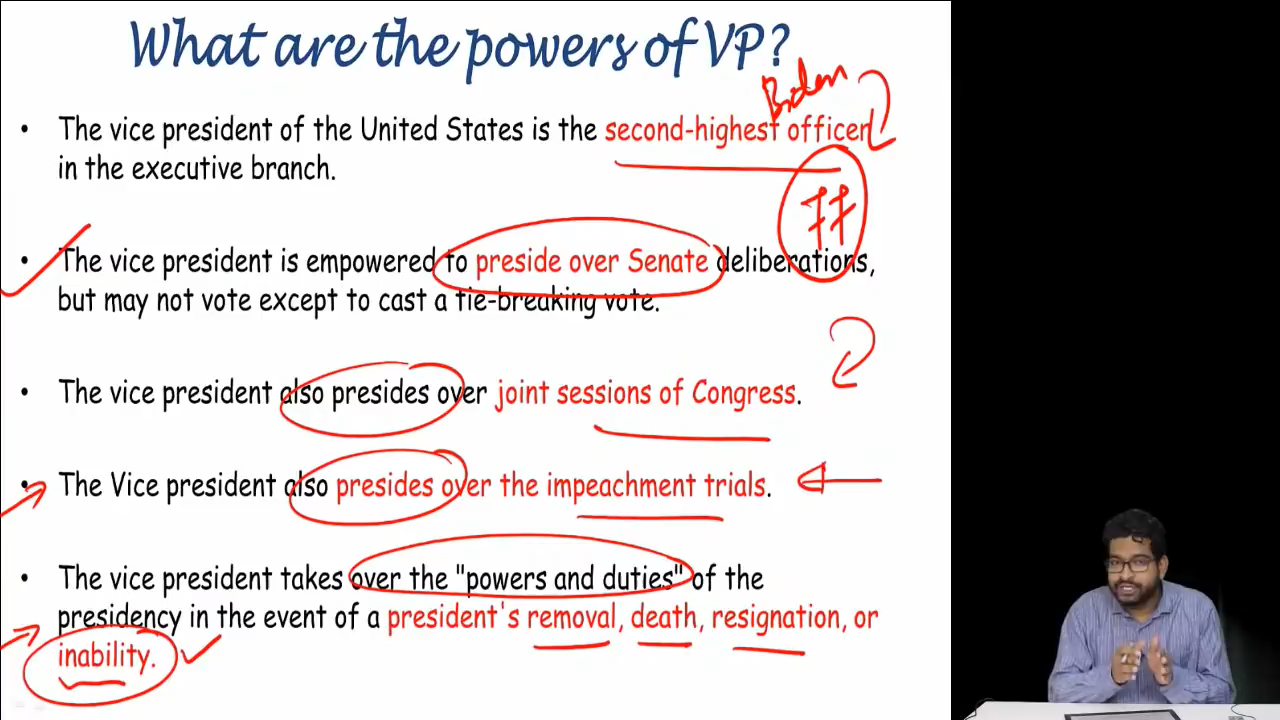 What are the powers of VP?
Biden
• The vice president of the United States is the second-highest officer
in the executive branch.
• The vice president is empowered to preside over Senate deliberations,
but may not vote except to cast a tie-breaking vote.
• The vice president also presides over joint sessions of Congress.
• The Vice president also presides over the impeachment trials.
• The vice president takes over the "powers and duties" of the
presidency in the event of a president's removal, death, resignation, or
inability.